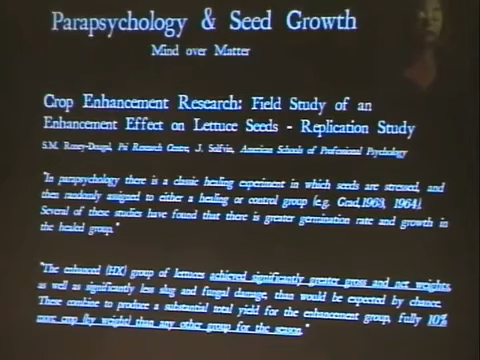 Parapsychology & Seed Growth
Mind over Matter
Crop Enhancement Research: Field Study of an
Enhancement Effect on Lettuce Seeds - Replication Study
S.M. Roney-Dougal, Psi Research Centre, J. Solfvin, American Schools of Professional Psychology
"In parapsychology there is a classic healing experiment in which seeds are stressed, and
then randomly assigned to either a healing or control group (e.g. Grad, 1963, 1964).
Several of these studies have found that there is greater germination rate and growth in
the healed group."
"The enhanced (HX) group of lettuces achieved significantly greater gross and net weights,
as well as significantly less slug and fungal damage, than would be expected by chance.
These combine to produce a substantial total yield for the enhancement group, fully 10%
more crop (by weight) than any other group for the season."